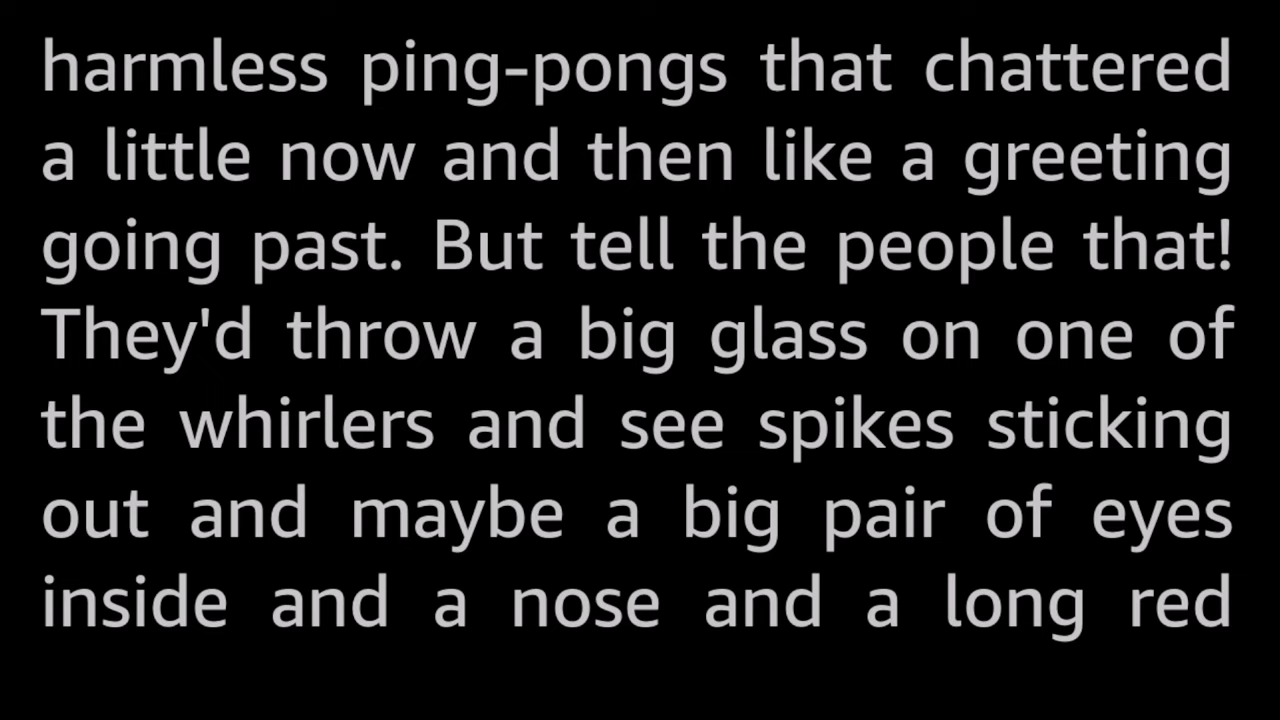 harmless ping-pongs that chattered
a little now and then like a greeting
going past. But tell the people that!
They'd throw a big glass on one of
the whirlers and see spikes sticking
out and maybe a big pair of eyes
inside and a nose and a long red